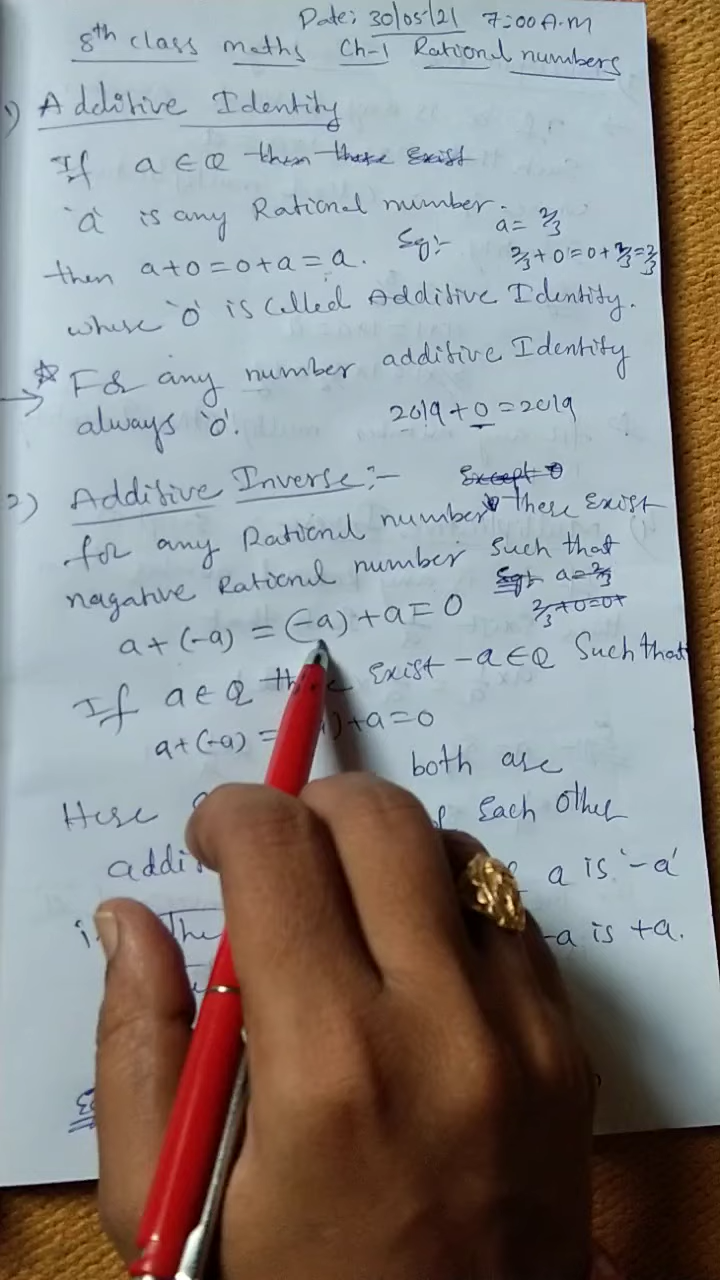 Date: 30/05/21 7:00 A.M
8th class maths Ch-1 Rational numbers
1) Additive Identity
If a ∈ Q then there exist
'a' is any Rational number.
a = 2/3
then a+0=0+a=a. Eg:-
2/3+0=0+2/3=2/3
where '0' is called Additive Identity.
For any number additive Identity
always '0'.
2019+0=2019
2) Additive Inverse:- Except 0
for any Rational number there exist
nagative Rational number such that
Eg:- a=2/3
a+(-a) = (-a)+a=0
2/3+0=0+
If a∈Q exist -a∈Q Such that
a+(-a) = +a=0
Here both are
of each other
a is '-a'
i. The -a is +a.